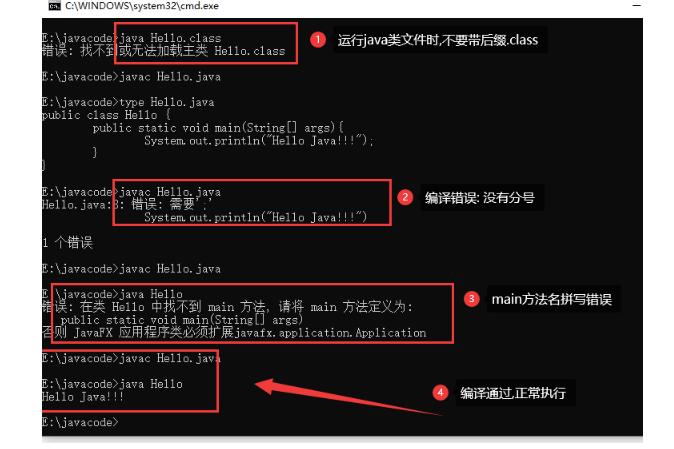 C:\WINDOWS\system32\cmd.exe
E:\javacode>java Hello.class
错误: 找不到或无法加载主类 Hello.class
1 运行java类文件时,不要带后缀.class
E:\javacode>javac Hello.java
E:\javacode>type Hello.java
public class Hello {
public static void main(String[] args){
System.out.println("Hello Java!!!");
}
}
E:\javacode>javac Hello.java
Hello.java:3: 错误: 需要';'
System.out.println("Hello Java!!!")
2 编译错误: 没有分号
1 个错误
E:\javacode>javac Hello.java
E:\javacode>java Hello
错误: 在类 Hello 中找不到 main 方法, 请将 main 方法定义为:
public static void main(String[] args)
否则 JavaFX 应用程序类必须扩展javafx.application.Application
3 main方法名拼写错误
E:\javacode>javac Hello.java
E:\javacode>java Hello
Hello Java!!!
4 编译通过,正常执行
E:\javacode>